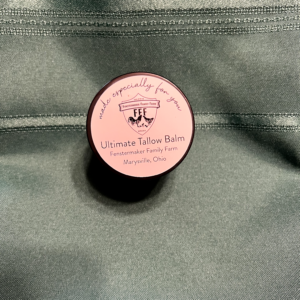 made especially for you
Ultimate Tallow Balm
Fenstermaker Family Farm
Marysville, Ohio